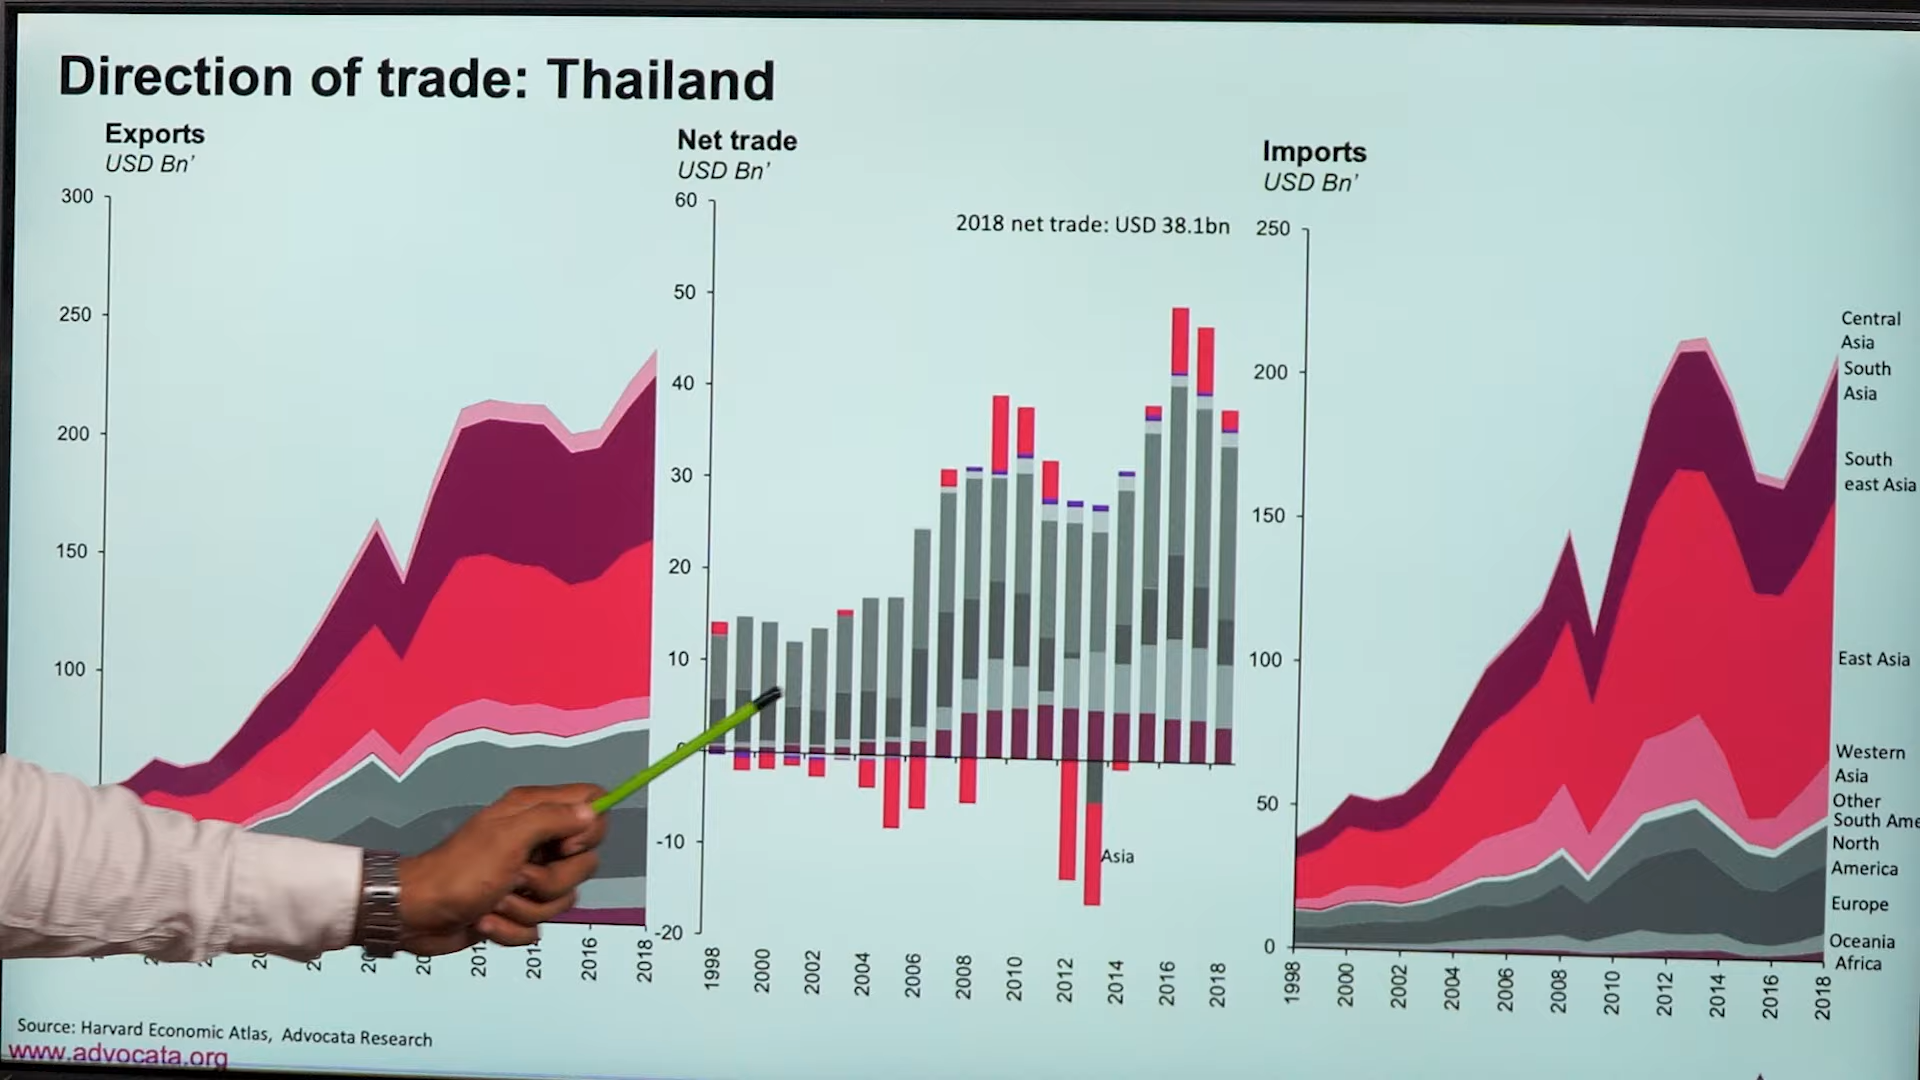 Direction of trade: Thailand
Exports
USD Bn’
300
250
200
150
100
2012
2014
2016
2018
Net trade
USD Bn’
2018 net trade: USD 38.1bn
60
50
40
30
20
10
0
-10
-20
Asia
1998
2000
2002
2004
2006
2008
2010
2012
2014
2016
2018
Imports
USD Bn’
250
200
150
100
50
0
1998
2000
2002
2004
2006
2008
2010
2012
2014
2016
2018
Central
Asia
South
Asia
South
east Asia
East Asia
Western
Asia
Other
South Ame
North
America
Europe
Oceania
Africa
Source: Harvard Economic Atlas, Advocata Research
www.advocata.org